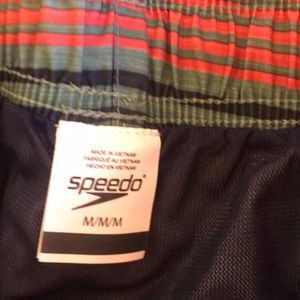 MADE IN VIETNAM
FABRIQUÉ AU VIETNAM
HECHO EN VIETNAM
speedo
M/M/M